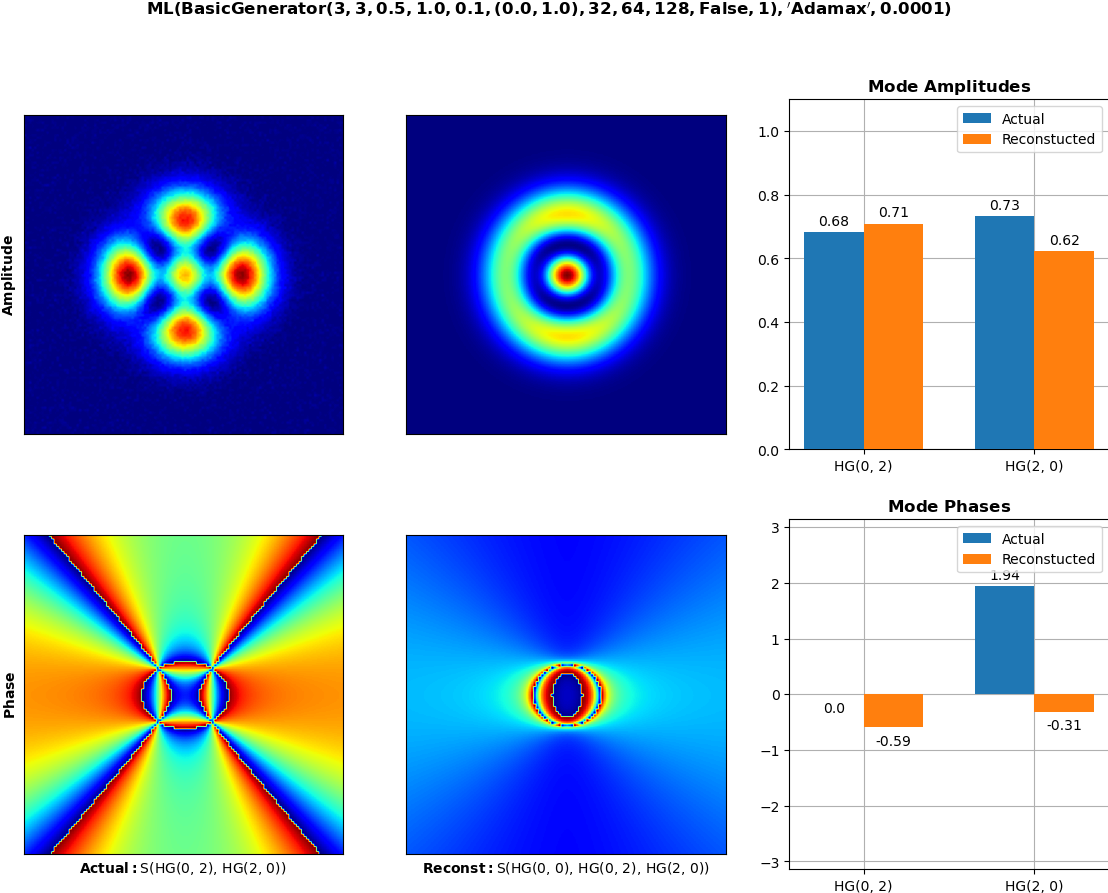 ML(BasicGenerator(3, 3, 0.5, 1.0, 0.1, (0.0, 1.0), 32, 64, 128, False, 1), ′Adamax′, 0.0001)
Mode Amplitudes
Actual
Reconstucted
1.0
0.8
0.6
0.4
0.2
0.0
0.68
0.71
0.73
0.62
HG(0, 2)
HG(2, 0)
Amplitude
Mode Phases
Actual
Reconstucted
3
2
1
0
−1
−2
−3
0.0
-0.59
1.94
-0.31
HG(0, 2)
HG(2, 0)
Phase
Actual: S(HG(0, 2), HG(2, 0))
Reconst: S(HG(0, 0), HG(0, 2), HG(2, 0))